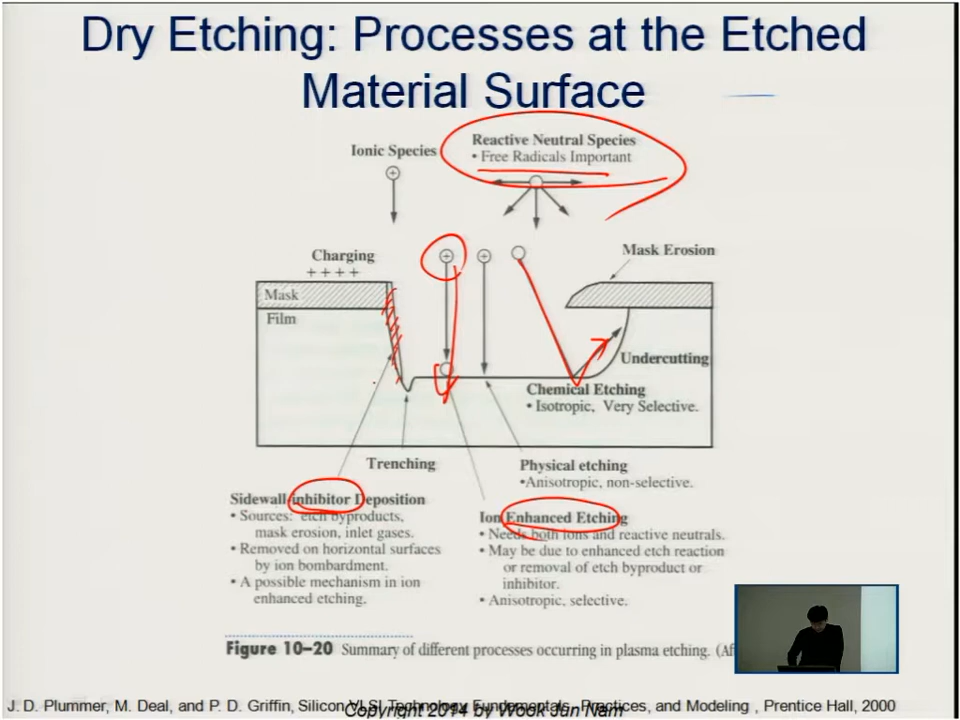 Dry Etching: Processes at the Etched
Material Surface
Reactive Neutral Species
• Free Radicals Important
Ionic Species
Charging
+ + + +
Mask Erosion
Mask
Film
Undercutting
Chemical Etching
• Isotropic, Very Selective.
Trenching
Physical etching
•Anisotropic, non-selective.
Sidewall-inhibitor Deposition
• Sources: etch byproducts,
mask erosion, inlet gases.
• Removed on horizontal surfaces
by ion bombardment.
• A possible mechanism in ion
enhanced etching.
Ion Enhanced Etching
• Needs both ions and reactive neutrals.
• May be due to enhanced etch reaction
or removal of etch byproduct or
inhibitor.
• Anisotropic, selective.
Figure 10–20 Summary of different processes occurring in plasma etching. (Af
J. D. Plummer, M. Deal, and P. D. Griffin, Silicon VLSI Technology, Fundamentals, Practices, and Modeling , Prentice Hall, 2000
Copyright 2014 by Wook Jun Nam